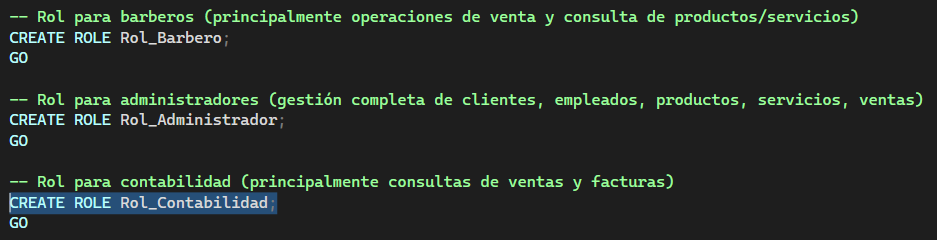 -- Rol para barberos (principalmente operaciones de venta y consulta de productos/servicios)
CREATE ROLE Rol_Barbero;
GO
-- Rol para administradores (gestión completa de clientes, empleados, productos, servicios, ventas)
CREATE ROLE Rol_Administrador;
GO
-- Rol para contabilidad (principalmente consultas de ventas y facturas)
CREATE ROLE Rol_Contabilidad;
GO